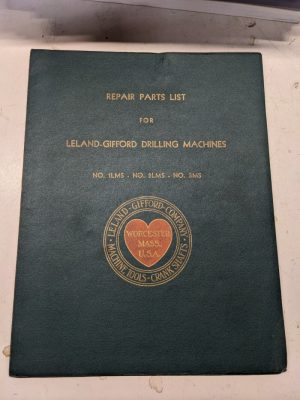 REPAIR PARTS LIST
FOR
LELAND-GIFFORD DRILLING MACHINES
NO. 1LMS - NO. 2LMS - NO. 3MS
LELAND-GIFFORD-COMPANY-
WORCESTER
MASS.
U.S.A.
MACHINE TOOLS-CRANK SHAFTS